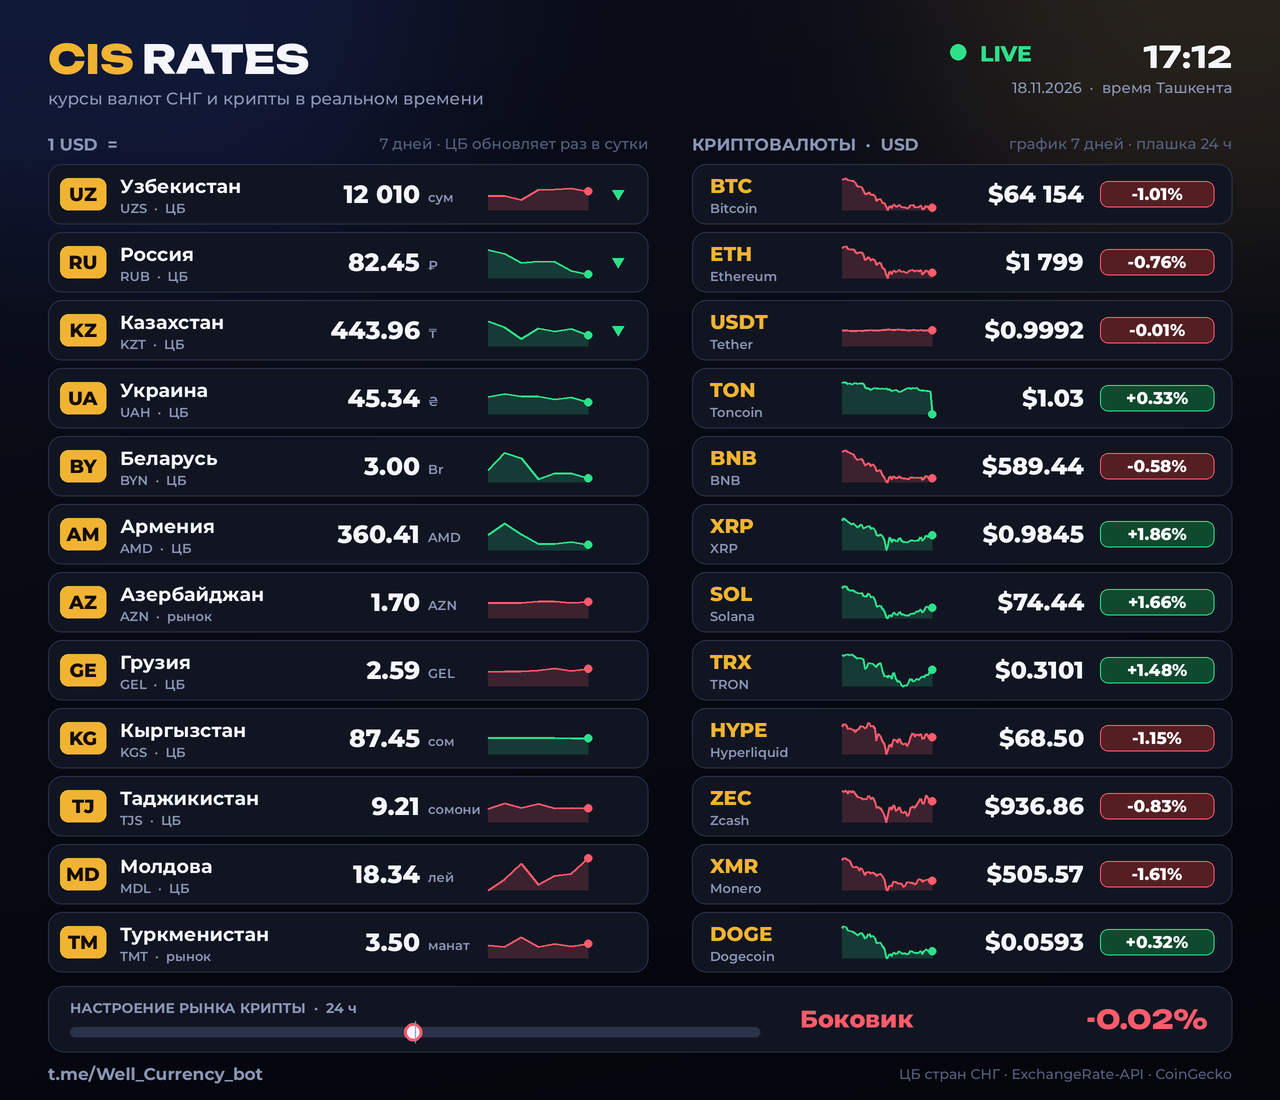 CIS RATES
курсы валют СНГ и крипты в реальном времени
LIVE 17:12
18.11.2026 · время Ташкента
1 USD =
7 дней · ЦБ обновляет раз в сутки
UZ Узбекистан 12 010 сум
UZS · ЦБ
RU Россия 82.45 ₽
RUB · ЦБ
KZ Казахстан 443.96 ₸
KZT · ЦБ
UA Украина 45.34 ₴
UAH · ЦБ
BY Беларусь 3.00 Br
BYN · ЦБ
AM Армения 360.41 AMD
AMD · ЦБ
AZ Азербайджан 1.70 AZN
AZN · рынок
GE Грузия 2.59 GEL
GEL · ЦБ
KG Кыргызстан 87.45 сом
KGS · ЦБ
TJ Таджикистан 9.21 сомони
TJS · ЦБ
MD Молдова 18.34 лей
MDL · ЦБ
TM Туркменистан 3.50 манат
TMT · рынок
КРИПТОВАЛЮТЫ · USD
график 7 дней · плашка 24 ч
BTC $64 154 -1.01%
Bitcoin
ETH $1 799 -0.76%
Ethereum
USDT $0.9992 -0.01%
Tether
TON $1.03 +0.33%
Toncoin
BNB $589.44 -0.58%
BNB
XRP $0.9845 +1.86%
XRP
SOL $74.44 +1.66%
Solana
TRX $0.3101 +1.48%
TRON
HYPE $68.50 -1.15%
Hyperliquid
ZEC $936.86 -0.83%
Zcash
XMR $505.57 -1.61%
Monero
DOGE $0.0593 +0.32%
Dogecoin
НАСТРОЕНИЕ РЫНКА КРИПТЫ · 24 ч
Боковик -0.02%
t.me/Well_Currency_bot
ЦБ стран СНГ · ExchangeRate-API · CoinGecko